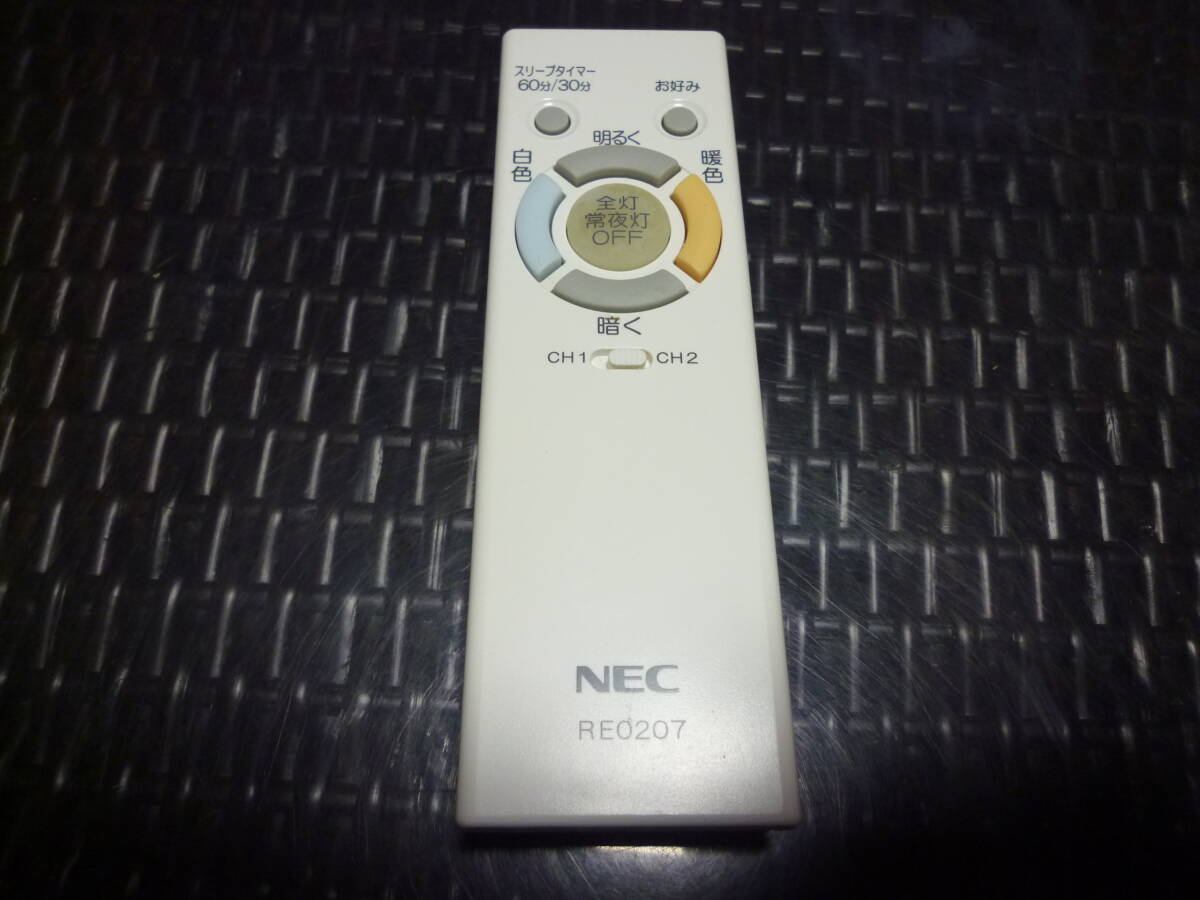 スリープタイマー
60分/30分
お好み
明るく
白色
暖色
全灯
常夜灯
OFF
暗く
CH1 CH2
NEC
RE0207